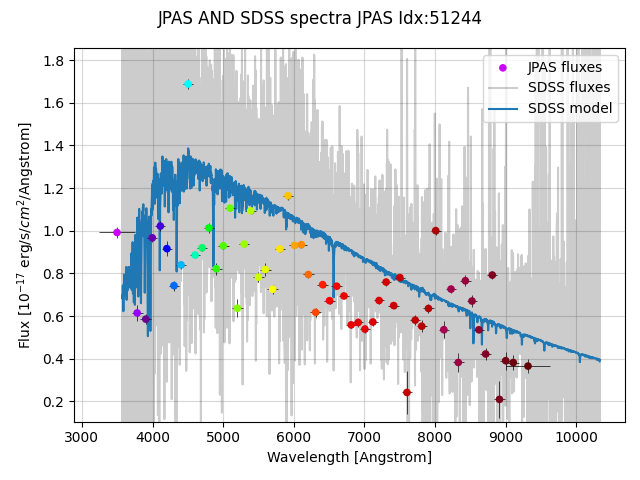 JPAS AND SDSS spectra JPAS Idx:51244
JPAS fluxes
SDSS fluxes
SDSS model
Flux [10⁻¹⁷ erg/s/cm²/Angstrom]
1.8
1.6
1.4
1.2
1.0
0.8
0.6
0.4
0.2
3000 4000 5000 6000 7000 8000 9000 10000
Wavelength [Angstrom]